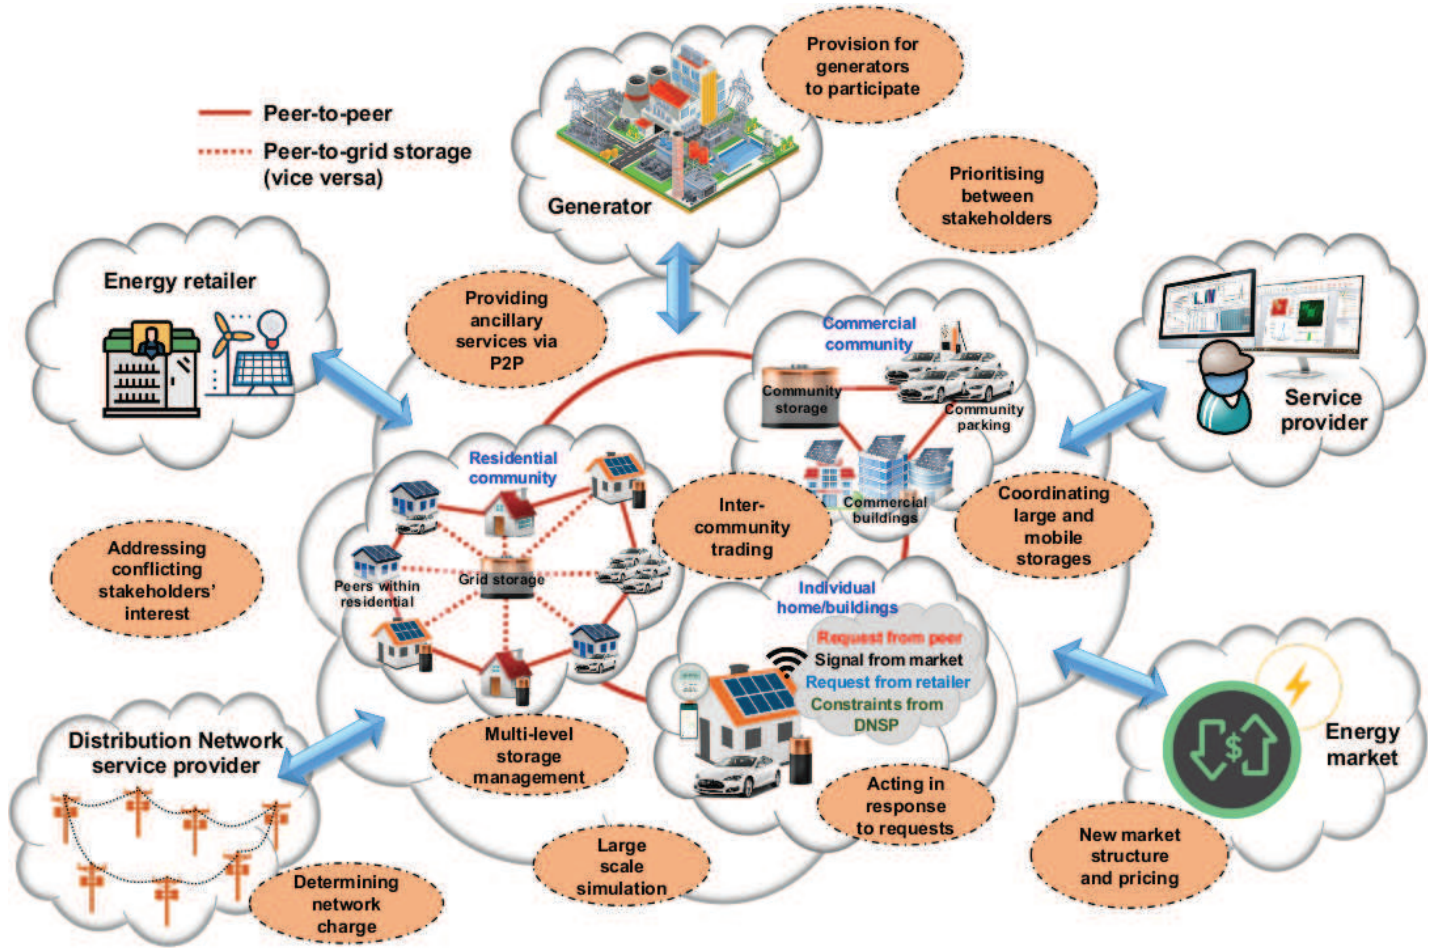 Provision for
generators
to participate
Peer-to-peer
Peer-to-grid storage
(vice versa)
Generator
Prioritising
between
stakeholders
Energy retailer
Providing
ancillary
services via
P2P
Commercial
community
Community
storage
Community
parking
Commercial
buildings
Service
provider
Residential
community
Grid storage
Peers within
residential
Inter-
community
trading
Coordinating
large and
mobile
storages
Addressing
conflicting
stakeholders'
interest
Individual
home/buildings
Request from peer
Signal from market
Request from retailer
Constraints from
DNSP
Distribution Network
service provider
Multi-level
storage
management
$
Energy
market
Acting in
response
to requests
New market
structure
and pricing
Large
scale
simulation
Determining
network
charge